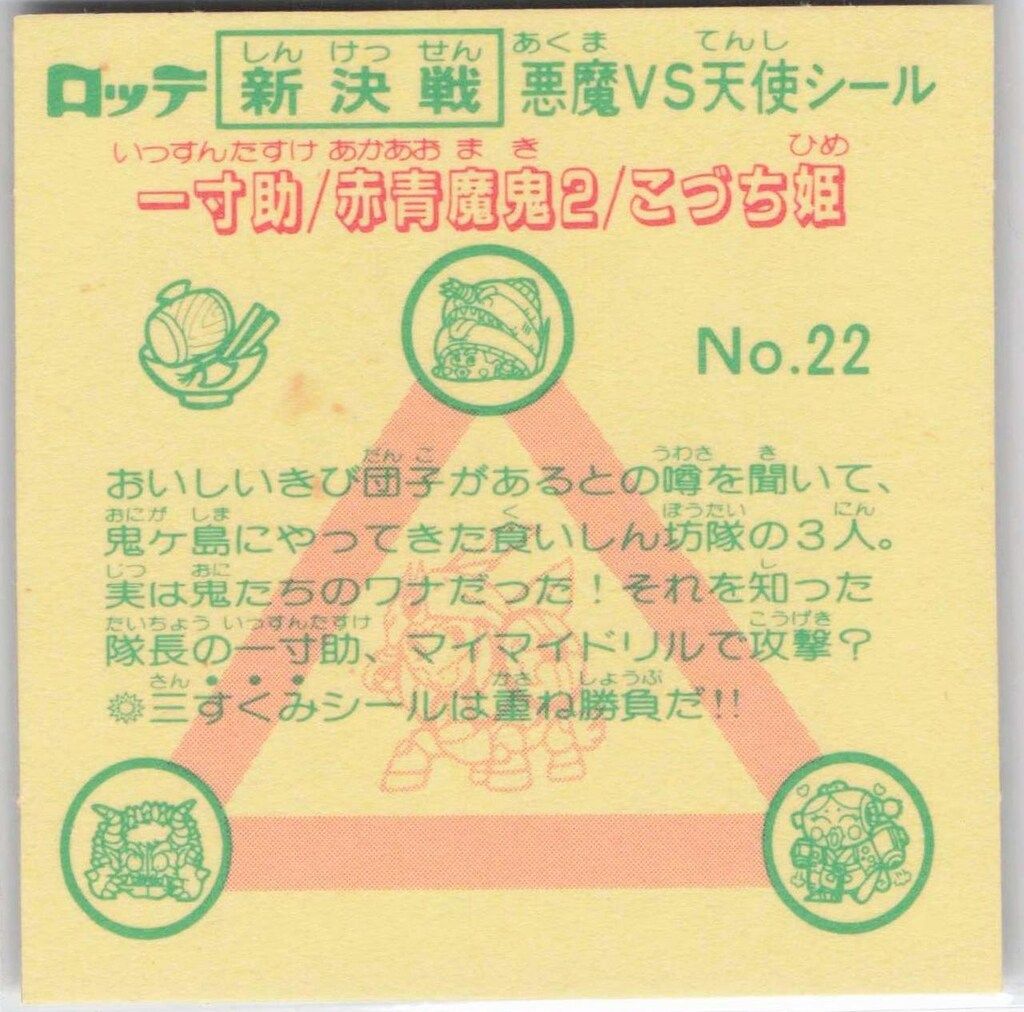 しん けっ せん あくま てんし
ロッテ 新決戦 悪魔VS天使シール
いっすんたすけ あかあお ま き ひめ
一寸助/赤青魔鬼2/こづち姫
No.22
だんご うわさ き
おいしいきび団子があるとの噂を聞いて、
おにが しま く ぼうたい にん
鬼ヶ島にやってきた食いしん坊隊の3人。
じつ おに し
実は鬼たちのワナだった!それを知った
たいちょう いっすんたすけ こうげき
隊長の一寸助、マイマイドリルで攻撃?
さん かさ しょうぶ
三すくみシールは重ね勝負だ!!